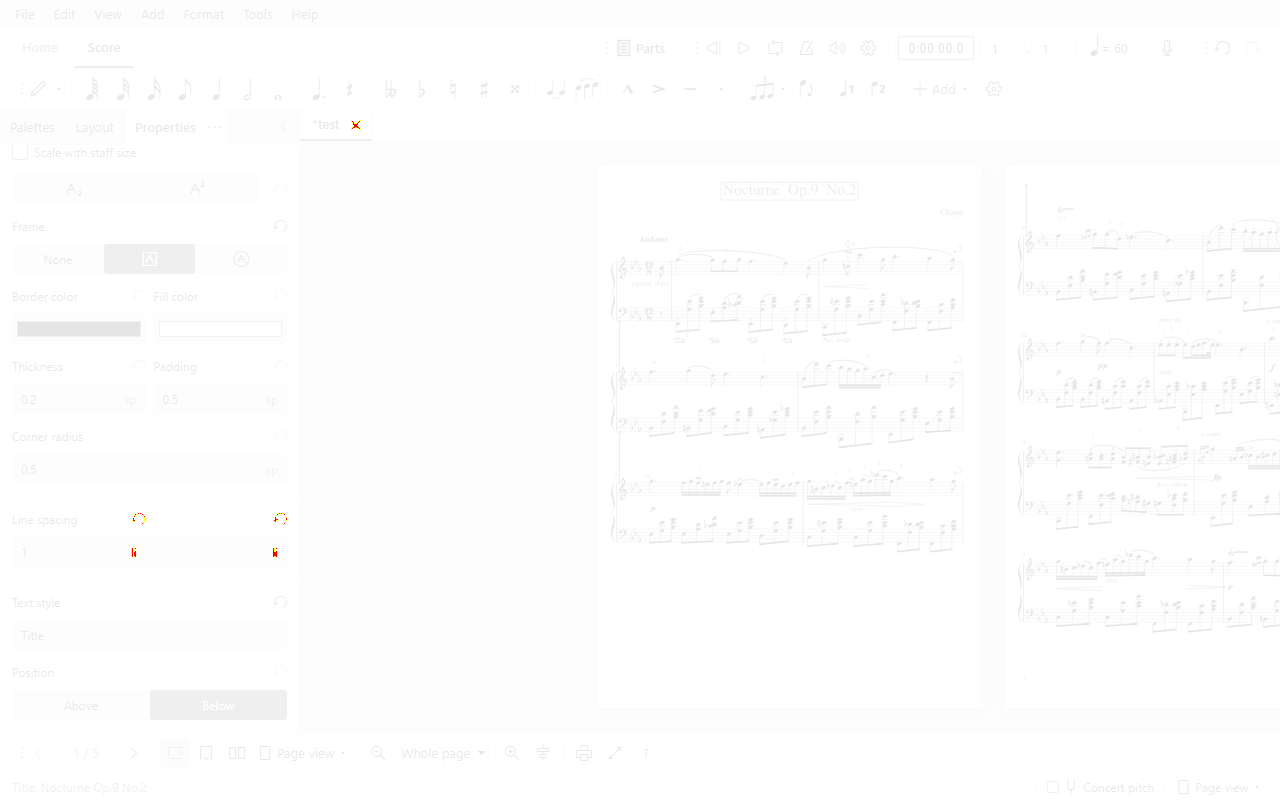 File Edit View Add Format Tools Help
Home Score Parts 0:00:00.0 1 . 1 = 60
Add
Palettes Layout Properties *test
Scale with staff size
Frame
None
Border color Fill color
Thickness Padding
0.2 sp 0.5 sp
Corner radius
0.5 sp
Line spacing
1
Text style
Title
Position
Above Below
Nocturne Op.9 No.2
Chopin
Andante
1 / 5 Page view Whole page ?
Title: Nocturne Op.9 No.2 Concert pitch Page view